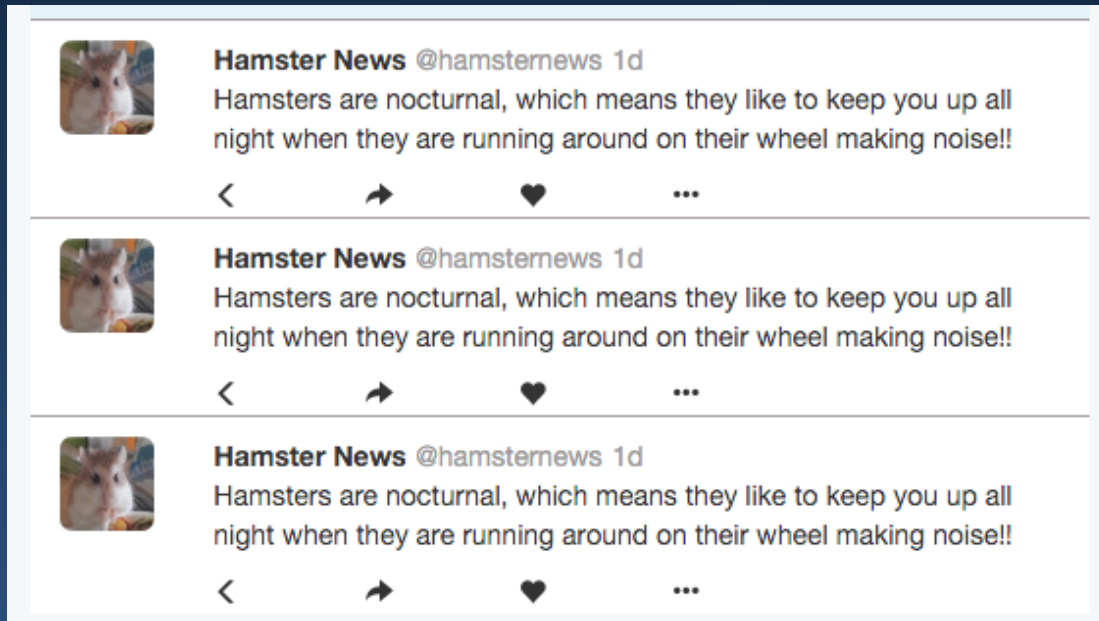 Hamster News @hamsternews 1d
Hamsters are nocturnal, which means they like to keep you up all
night when they are running around on their wheel making noise!!
Hamster News @hamsternews 1d
Hamsters are nocturnal, which means they like to keep you up all
night when they are running around on their wheel making noise!!
Hamster News @hamsternews 1d
Hamsters are nocturnal, which means they like to keep you up all
night when they are running around on their wheel making noise!!